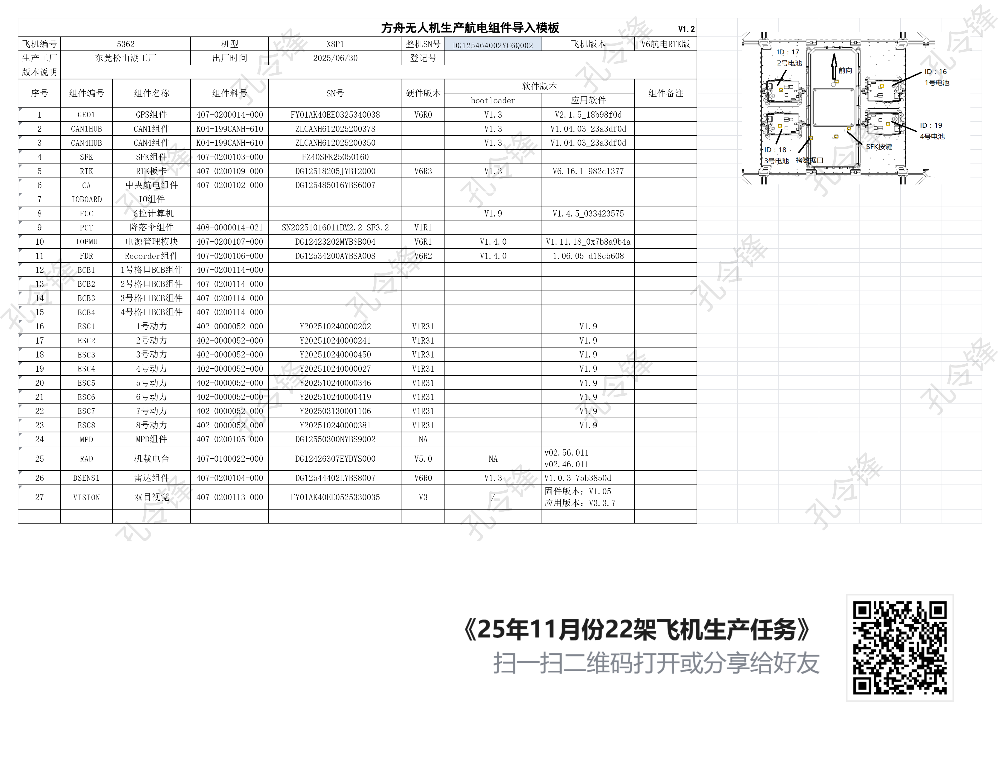 方舟无人机生产航电组件导入模板 V1.2
飞机编号 5362 机型 X8P1 整机SN号 DG125464002YC6Q002 飞机版本 V6航电RTK版
生产工厂 东莞松山湖工厂 出厂时间 2025/06/30 登记号
版本说明
序号 组件编号 组件名称 组件料号 SN号 硬件版本 软件版本 组件备注
bootloader 应用软件
1 GEO1 GPS组件 407-0200014-000 FY01AK40EE0325340038 V6R0 V1.3 V2.1.5_18b98f0d
2 CAN1HUB CAN1组件 K04-199CANH-610 ZLCANH612025200378 V1.3 V1.04.03_23a3df0d
3 CAN4HUB CAN4组件 K04-199CANH-610 ZLCANH612025200350 V1.3 V1.04.03_23a3df0d
4 SFK SFK组件 407-0200103-000 FZ40SFK25050160
5 RTK RTK板卡 407-0200109-000 DG12518205JYBT2000 V6R3 V1.3 V6.16.1_982c1377
6 CA 中央航电组件 407-0200102-000 DG125485016YBS6007
7 IOBOARD IO组件
8 FCC 飞控计算机 V1.9 V1.4.5_033423575
9 PCT 降落伞组件 408-0000014-021 SN20251016011DM2.2 SF3.2 V1R1
10 IOPMU 电源管理模块 407-0200107-000 DG12423202MYBSB004 V6R1 V1.4.0 V1.11.18_0x7b8a9b4a
11 FDR Recorder组件 407-0200106-000 DG12534200AYBSA008 V6R2 V1.4.0 1.06.05_d18c5608
12 BCB1 1号格口BCB组件 407-0200114-000
13 BCB2 2号格口BCB组件 407-0200114-000
14 BCB3 3号格口BCB组件 407-0200114-000
15 BCB4 4号格口BCB组件 407-0200114-000
16 ESC1 1号动力 402-0000052-000 Y202510240000202 V1R31 V1.9
17 ESC2 2号动力 402-0000052-000 Y202510240000241 V1R31 V1.9
18 ESC3 3号动力 402-0000052-000 Y202510240000450 V1R31 V1.9
19 ESC4 4号动力 402-0000052-000 Y202510240000027 V1R31 V1.9
20 ESC5 5号动力 402-0000052-000 Y202510240000346 V1R31 V1.9
21 ESC6 6号动力 402-0000052-000 Y202510240000419 V1R31 V1.9
22 ESC7 7号动力 402-0000052-000 Y202503130001106 V1R31 V1.9
23 ESC8 8号动力 402-0000052-000 Y202510240000381 V1R31 V1.9
24 MPD MPD组件 407-0200105-000 DG12550300NYBS9002 NA
25 RAD 机载电台 407-0100022-000 DG12426307EYDYS000 V5.0 NA v02.56.011
v02.46.011
26 DSENS1 雷达组件 407-0200104-000 DG12544402LYBS8007 V6R0 V1.3 V1.0.3_75b3850d
27 VISION 双目视觉 407-0200113-000 FY01AK40EE0525330035 V3 / 固件版本：V1.05
应用版本：V3.3.7
ID：17
2号电池
前向
ID：16
1号电池
ID：19
4号电池
SFK按键
ID：18
3号电池
拷数据口
孔令锋
《25年11月份22架飞机生产任务》
扫一扫二维码打开或分享给好友